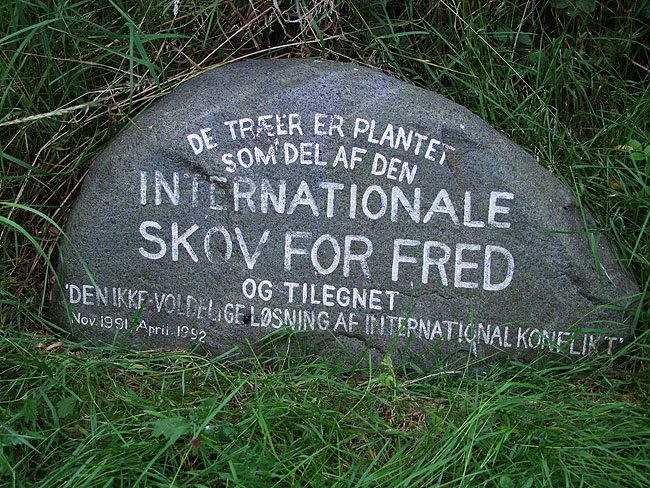 DE TRÆER ER PLANTET
SOM DEL AF DEN
INTERNATIONALE
SKOV FOR FRED
OG TILEGNET
'DEN IKKE-VOLDELIGE LØSNING AF INTERNATIONAL KONFLIKT'
Nov. 1991 April 1992